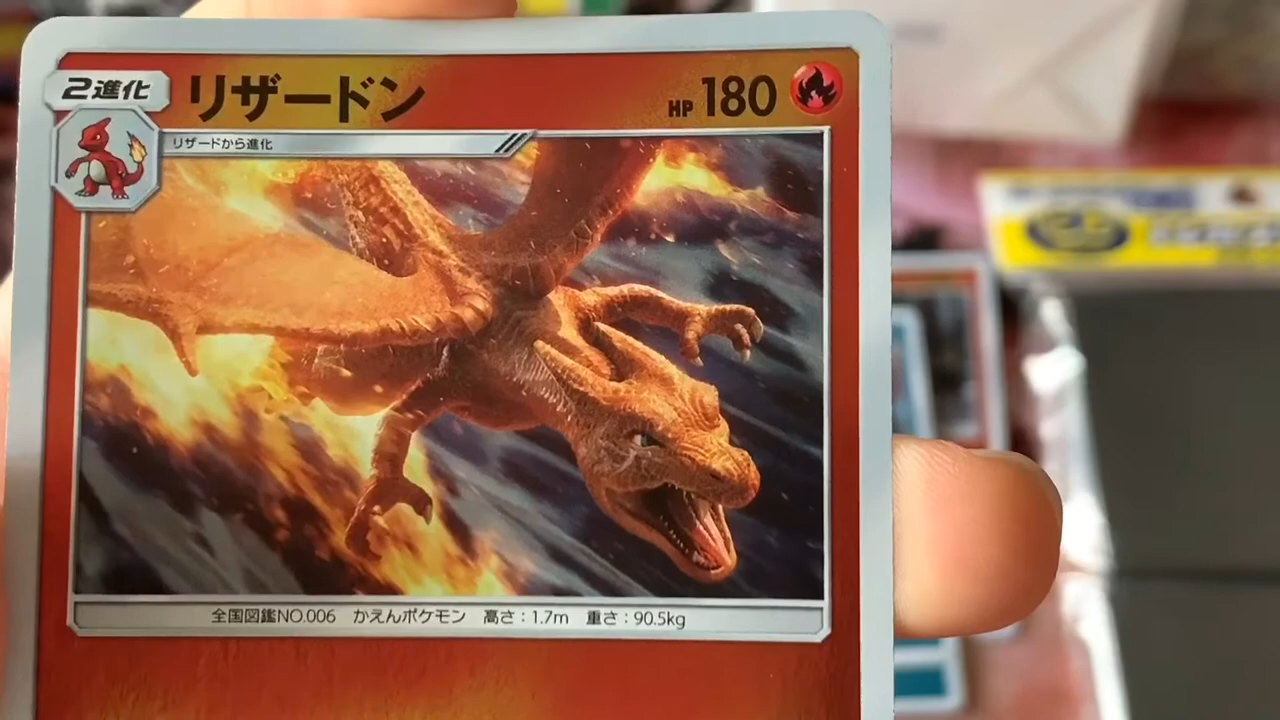 2進化
リザードン
HP 180
リザードから進化
全国図鑑NO.006 かえんポケモン 高さ:1.7m 重さ:90.5kg